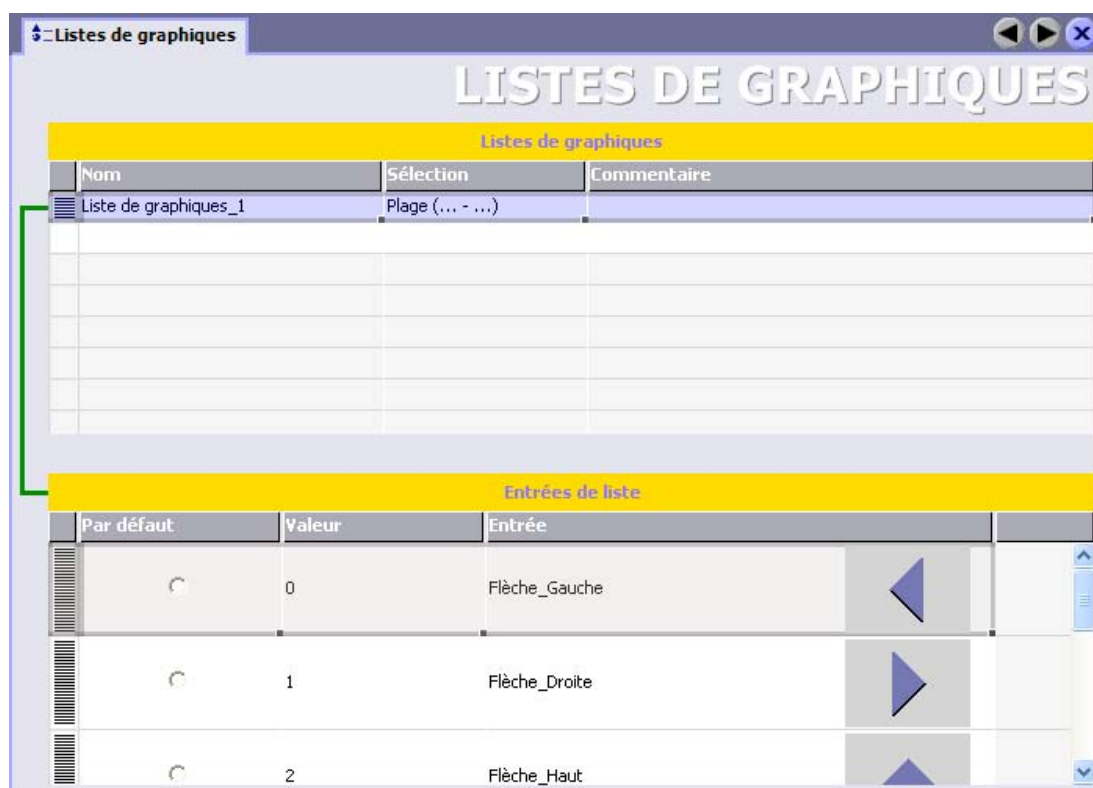 Listes de graphiques
LISTES DE GRAPHIQUES
Listes de graphiques
Nom Sélection Commentaire
Liste de graphiques_1 Plage (... - ...)
Entrées de liste
Par défaut Valeur Entrée
0 Flèche_Gauche
1 Flèche_Droite
2 Flèche_Haut